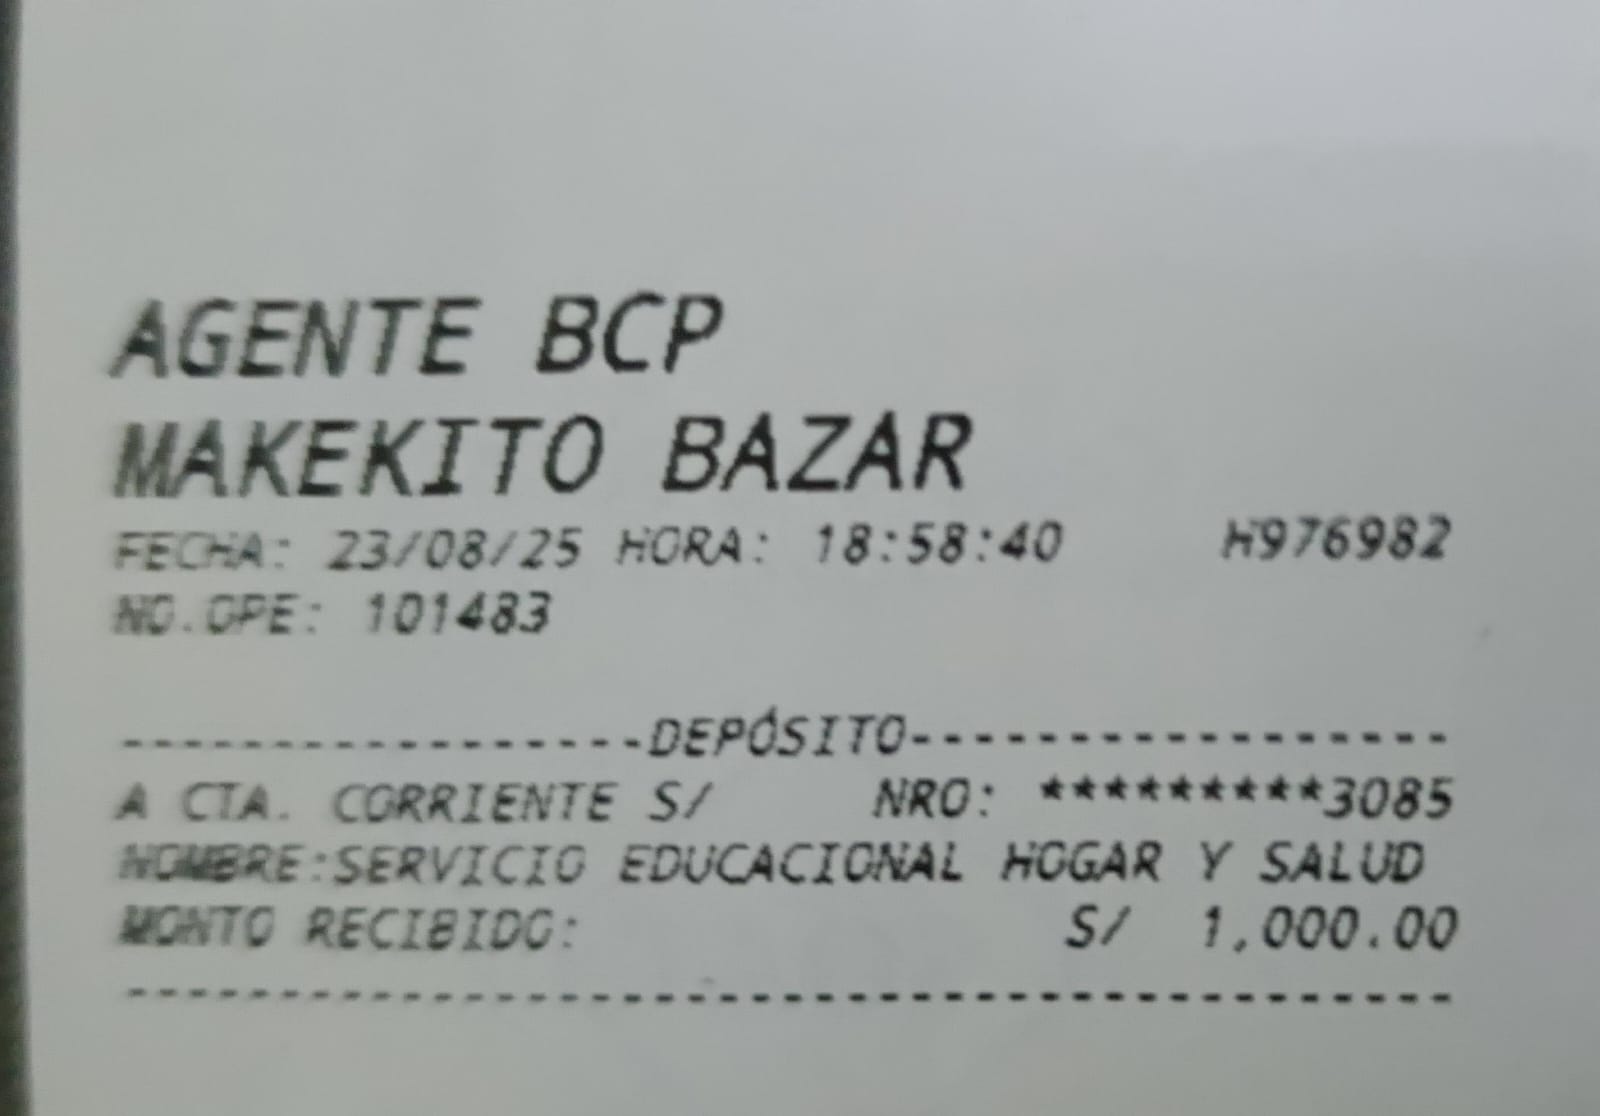 AGENTE BCP
MAKEKITO BAZAR
FECHA: 23/08/25 HORA: 18:58:40 H976982
NO.OPE: 101483
-----------------DEPÓSITO-----------------
A CTA. CORRIENTE S/ NRO: *********3085
NOMBRE:SERVICIO EDUCACIONAL HOGAR Y SALUD
MONTO RECIBIDO: S/ 1,000.00
-------------------------------------------